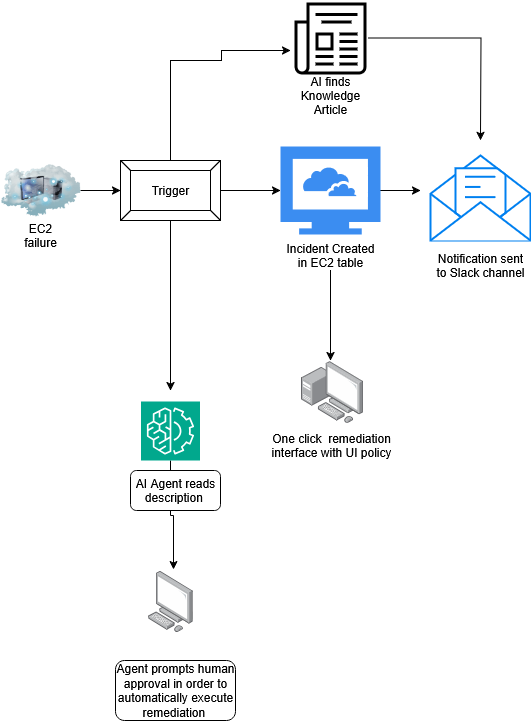 AI finds
Knowledge
Article
Trigger
EC2
failure
Incident Created
in EC2 table
Notification sent
to Slack channel
One click remediation
interface with UI policy
AI Agent reads
description
Agent prompts human
approval in order to
automatically execute
remediation